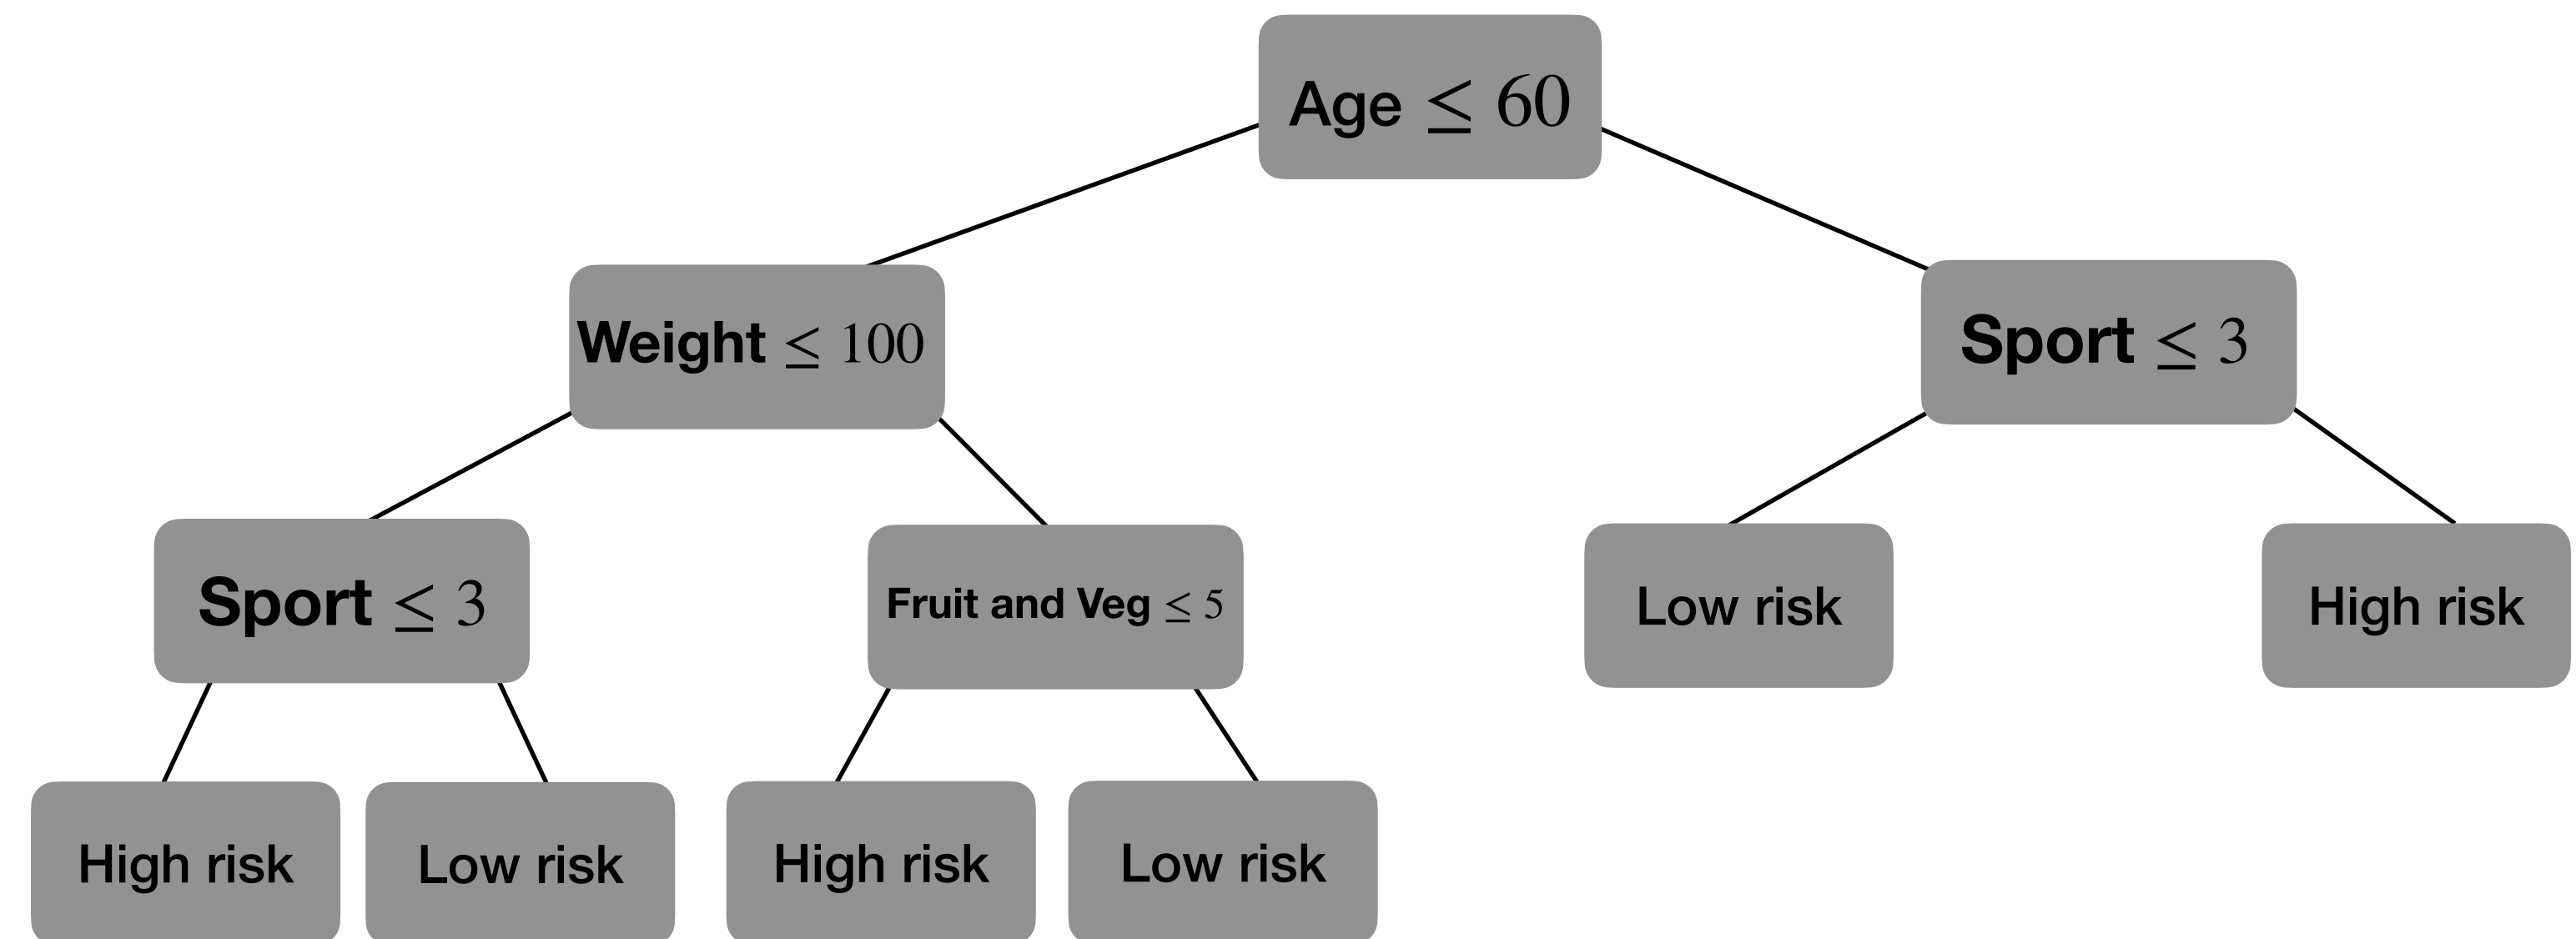 Age ≤ 60
Weight ≤ 100
Sport ≤ 3
Sport ≤ 3
Fruit and Veg ≤ 5
Low risk
High risk
High risk
Low risk
High risk
Low risk